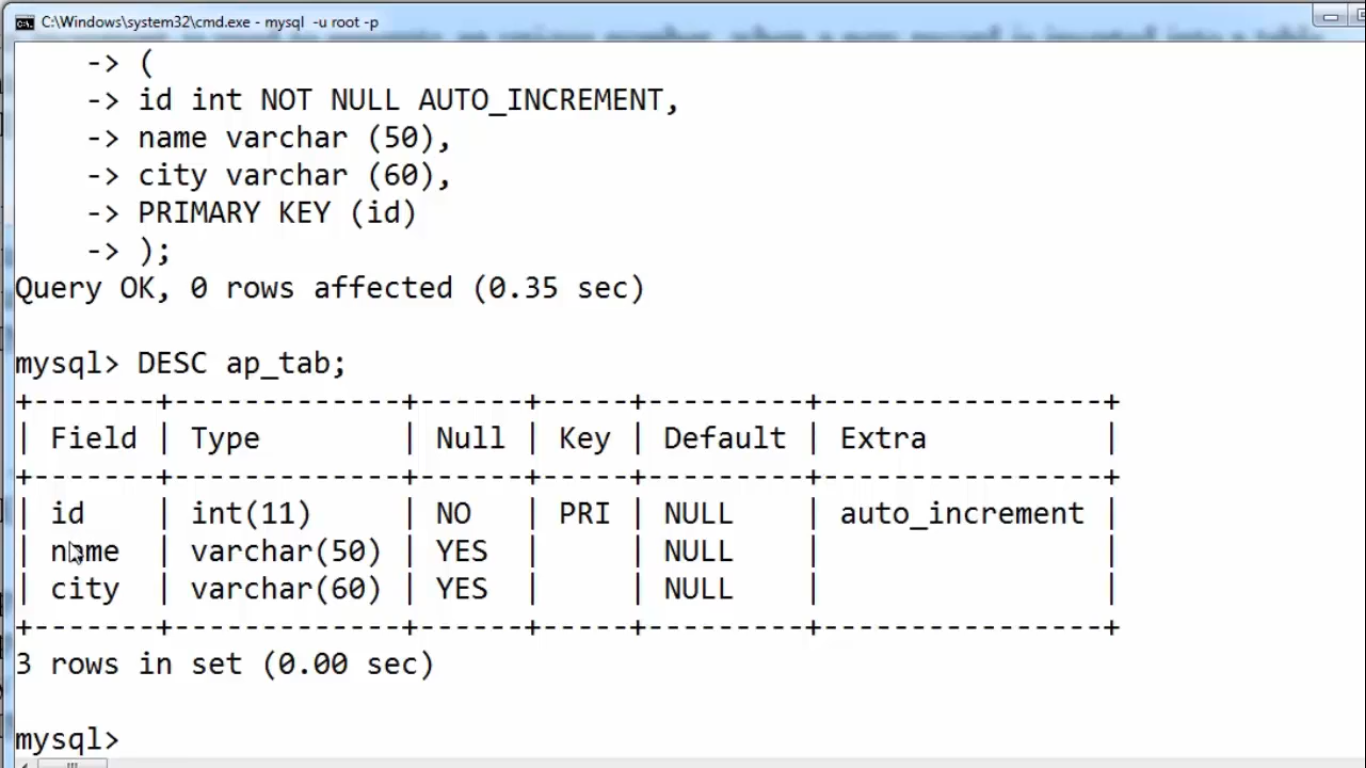 C:\Windows\system32\cmd.exe - mysql -u root -p
-> (
-> id int NOT NULL AUTO_INCREMENT,
-> name varchar (50),
-> city varchar (60),
-> PRIMARY KEY (id)
-> );
Query OK, 0 rows affected (0.35 sec)
mysql> DESC ap_tab;
+-------+-------------+------+-----+---------+----------------+
| Field | Type        | Null | Key | Default | Extra          |
+-------+-------------+------+-----+---------+----------------+
| id    | int(11)     | NO   | PRI | NULL    | auto_increment |
| name  | varchar(50) | YES  |     | NULL    |                |
| city  | varchar(60) | YES  |     | NULL    |                |
+-------+-------------+------+-----+---------+----------------+
3 rows in set (0.00 sec)
mysql>